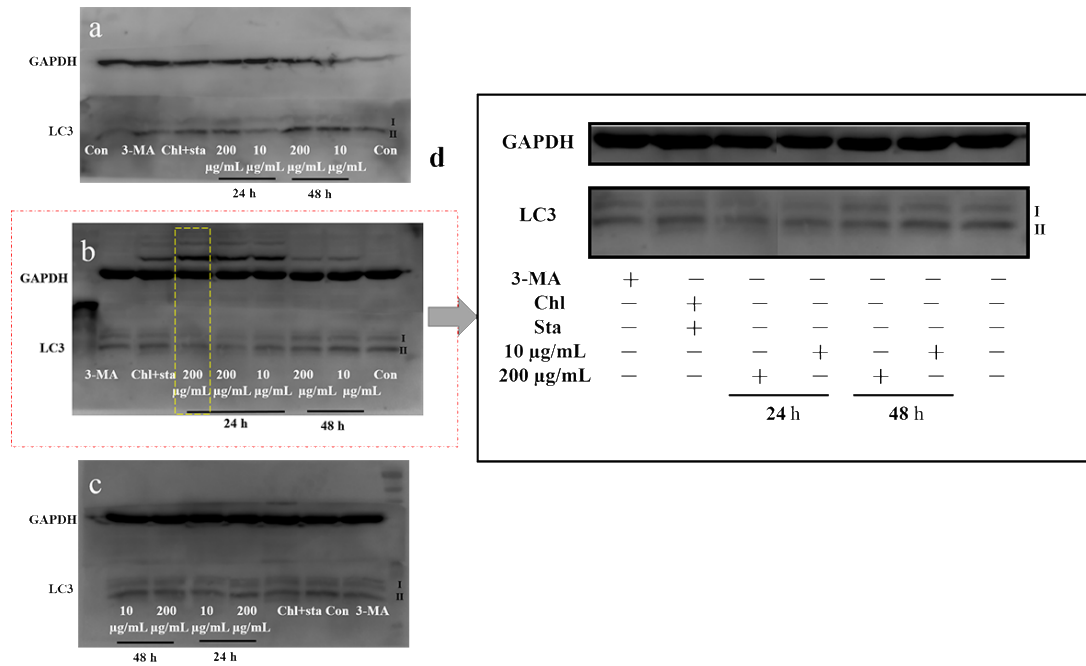 a
GAPDH
I
LC3
II
Con 3-MA Chl+sta 200 10 200 10 Con
µg/mL µg/mL µg/mL µg/mL
24 h 48 h
b
GAPDH
I
LC3
II
3-MA Chl+sta 200 200 10 200 10 Con
µg/mL µg/mL µg/mL µg/mL µg/mL
24 h 48 h
c
GAPDH
I
LC3
II
10 200 10 200 Chl+sta Con 3-MA
µg/mL µg/mL µg/mL µg/mL
48 h 24 h
d
GAPDH
LC3 I
II
3-MA + − − − − − −
Chl − + − − − − −
Sta − + − − − − −
10 µg/mL − − − + − + −
200 µg/mL − − + − + − −
24 h 48 h